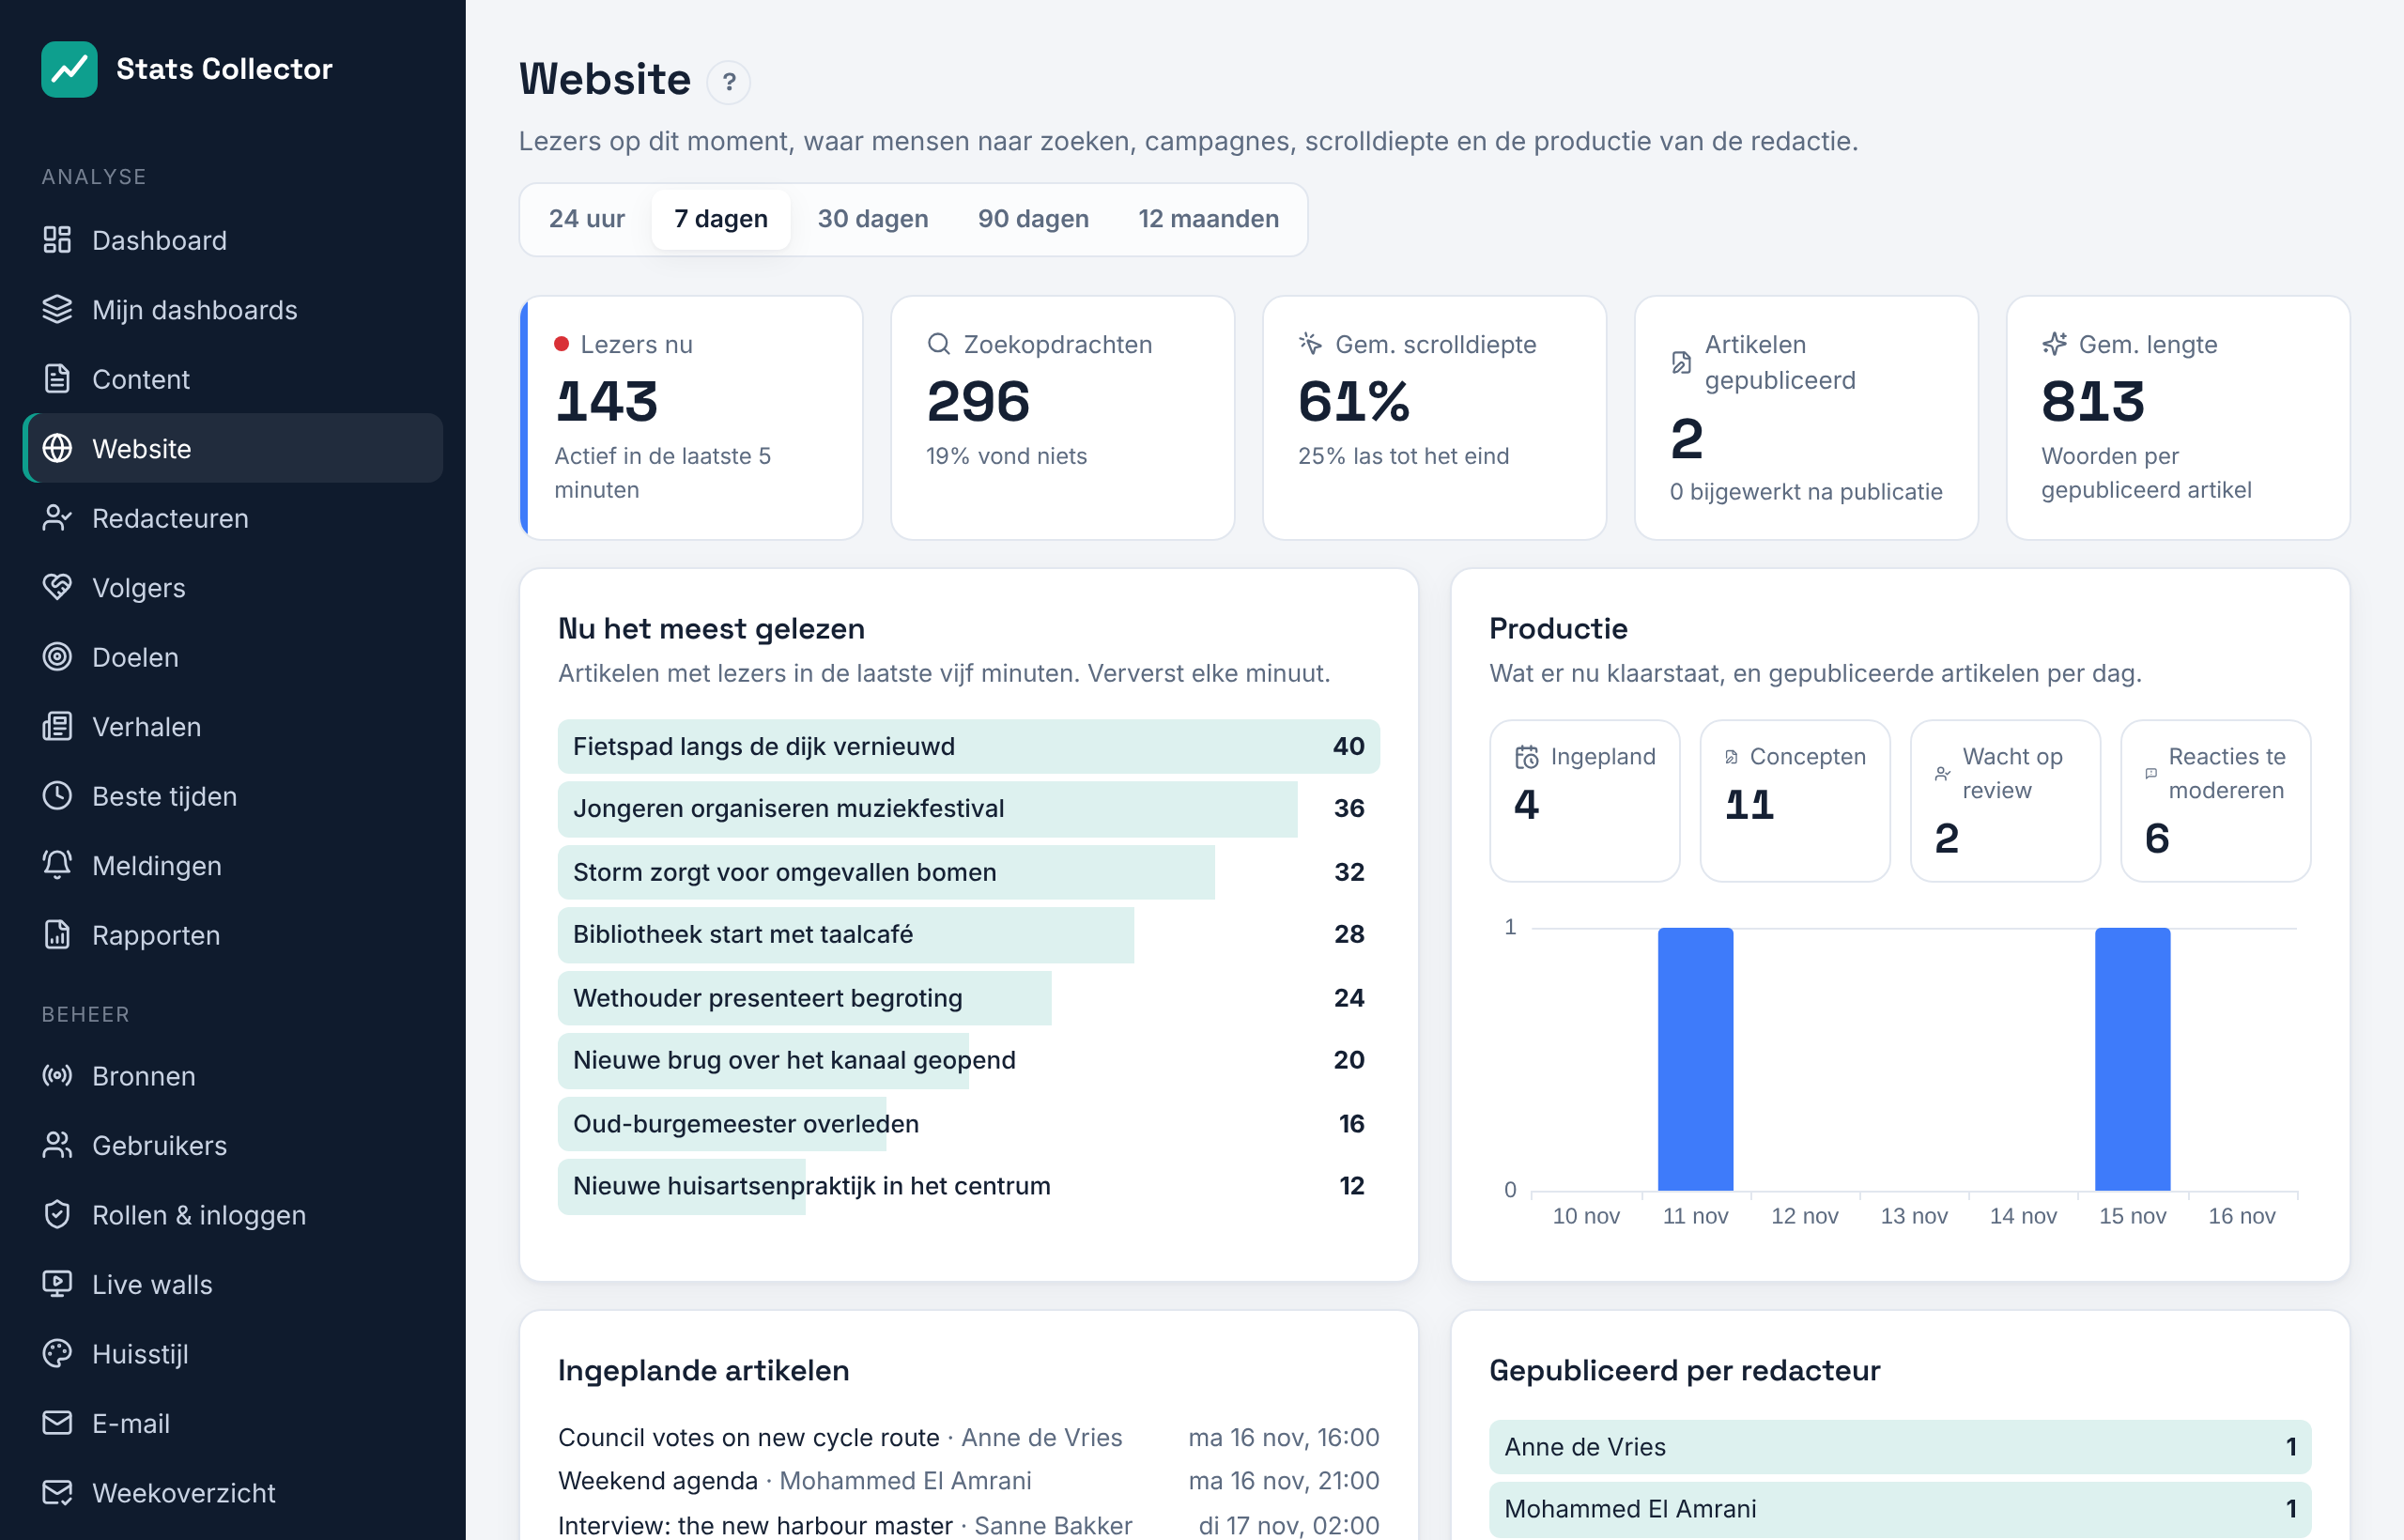 Stats Collector
ANALYSE
Dashboard
Mijn dashboards
Content
Website
Redacteuren
Volgers
Doelen
Verhalen
Beste tijden
Meldingen
Rapporten
BEHEER
Bronnen
Gebruikers
Rollen & inloggen
Live walls
Huisstijl
E-mail
Weekoverzicht
Website ?
Lezers op dit moment, waar mensen naar zoeken, campagnes, scrolldiepte en de productie van de redactie.
24 uur 7 dagen 30 dagen 90 dagen 12 maanden
Lezers nu
143
Actief in de laatste 5
minuten
Zoekopdrachten
296
19% vond niets
Gem. scrolldiepte
61%
25% las tot het eind
Artikelen
gepubliceerd
2
0 bijgewerkt na publicatie
Gem. lengte
813
Woorden per
gepubliceerd artikel
Nu het meest gelezen
Artikelen met lezers in de laatste vijf minuten. Ververst elke minuut.
Fietspad langs de dijk vernieuwd 40
Jongeren organiseren muziekfestival 36
Storm zorgt voor omgevallen bomen 32
Bibliotheek start met taalcafé 28
Wethouder presenteert begroting 24
Nieuwe brug over het kanaal geopend 20
Oud-burgemeester overleden 16
Nieuwe huisartsenpraktijk in het centrum 12
Productie
Wat er nu klaarstaat, en gepubliceerde artikelen per dag.
Ingepland
4
Concepten
11
Wacht op
review
2
Reacties te
modereren
6
1
0
10 nov 11 nov 12 nov 13 nov 14 nov 15 nov 16 nov
Ingeplande artikelen
Council votes on new cycle route · Anne de Vries ma 16 nov, 16:00
Weekend agenda · Mohammed El Amrani ma 16 nov, 21:00
Interview: the new harbour master · Sanne Bakker di 17 nov, 02:00
Gepubliceerd per redacteur
Anne de Vries 1
Mohammed El Amrani 1